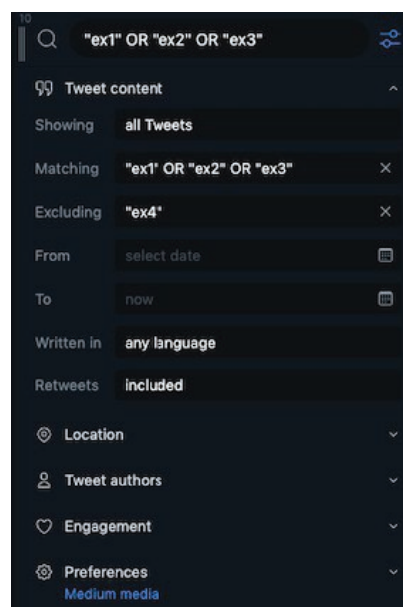 10
"ex1" OR "ex2" OR "ex3"
Tweet content
Showing all Tweets
Matching "ex1" OR "ex2" OR "ex3"
Excluding "ex4"
From select date
To now
Written in any language
Retweets included
Location
Tweet authors
Engagement
Preferences
Medium media